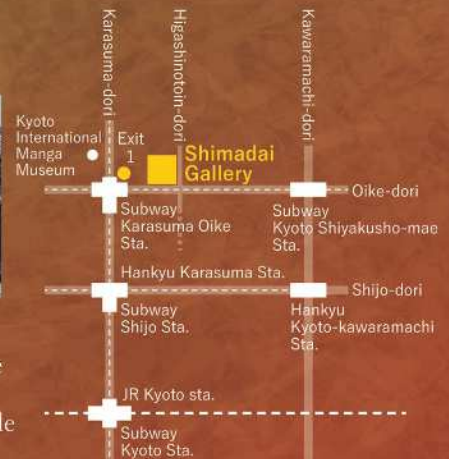 Karasuma-dori
Higashinotoin-dori
Kawaramachi-dori
Kyoto
International
Manga
Museum
Exit
1
Shimadai
Gallery
Oike-dori
Subway
Karasuma Oike
Sta.
Subway
Kyoto Shiyakusho-mae
Sta.
Hankyu Karasuma Sta.
Shijo-dori
Subway
Shijo Sta.
Hankyu
Kyoto-kawaramachi
Sta.
JR Kyoto sta.
Subway
Kyoto Sta.